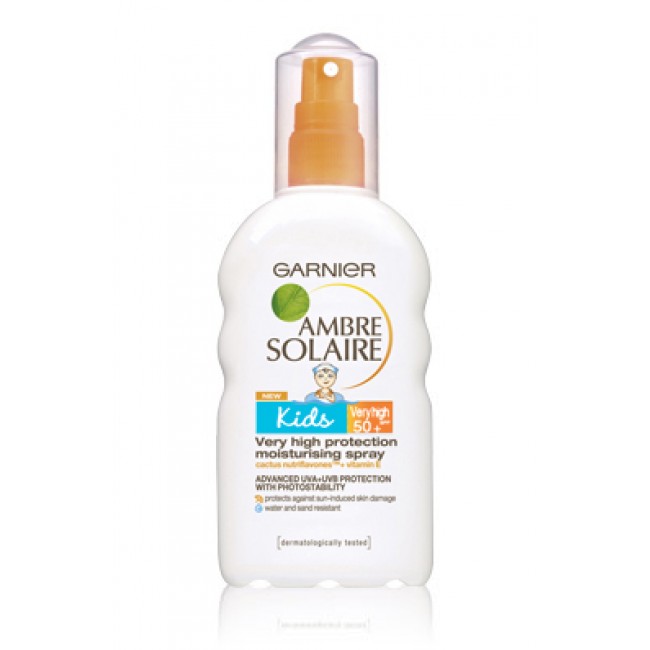 GARNIER
AMBRE
SOLAIRE
NEW
Kids
Very high
50+
Very high protection
moisturising spray
cactus nutriflavones™ + vitamin E
ADVANCED UVA+UVB PROTECTION
WITH PHOTOSTABILITY
protects against sun-induced skin damage
water and sand resistant
[dermatologically tested]